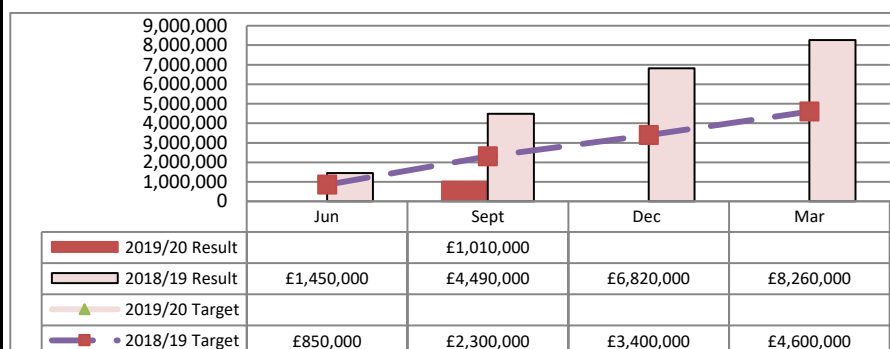 9,000,000
8,000,000
7,000,000
6,000,000
5,000,000
4,000,000
3,000,000
2,000,000
1,000,000
0
Jun Sept Dec Mar
2019/20 Result £1,010,000
2018/19 Result £1,450,000 £4,490,000 £6,820,000 £8,260,000
2019/20 Target
2018/19 Target £850,000 £2,300,000 £3,400,000 £4,600,000